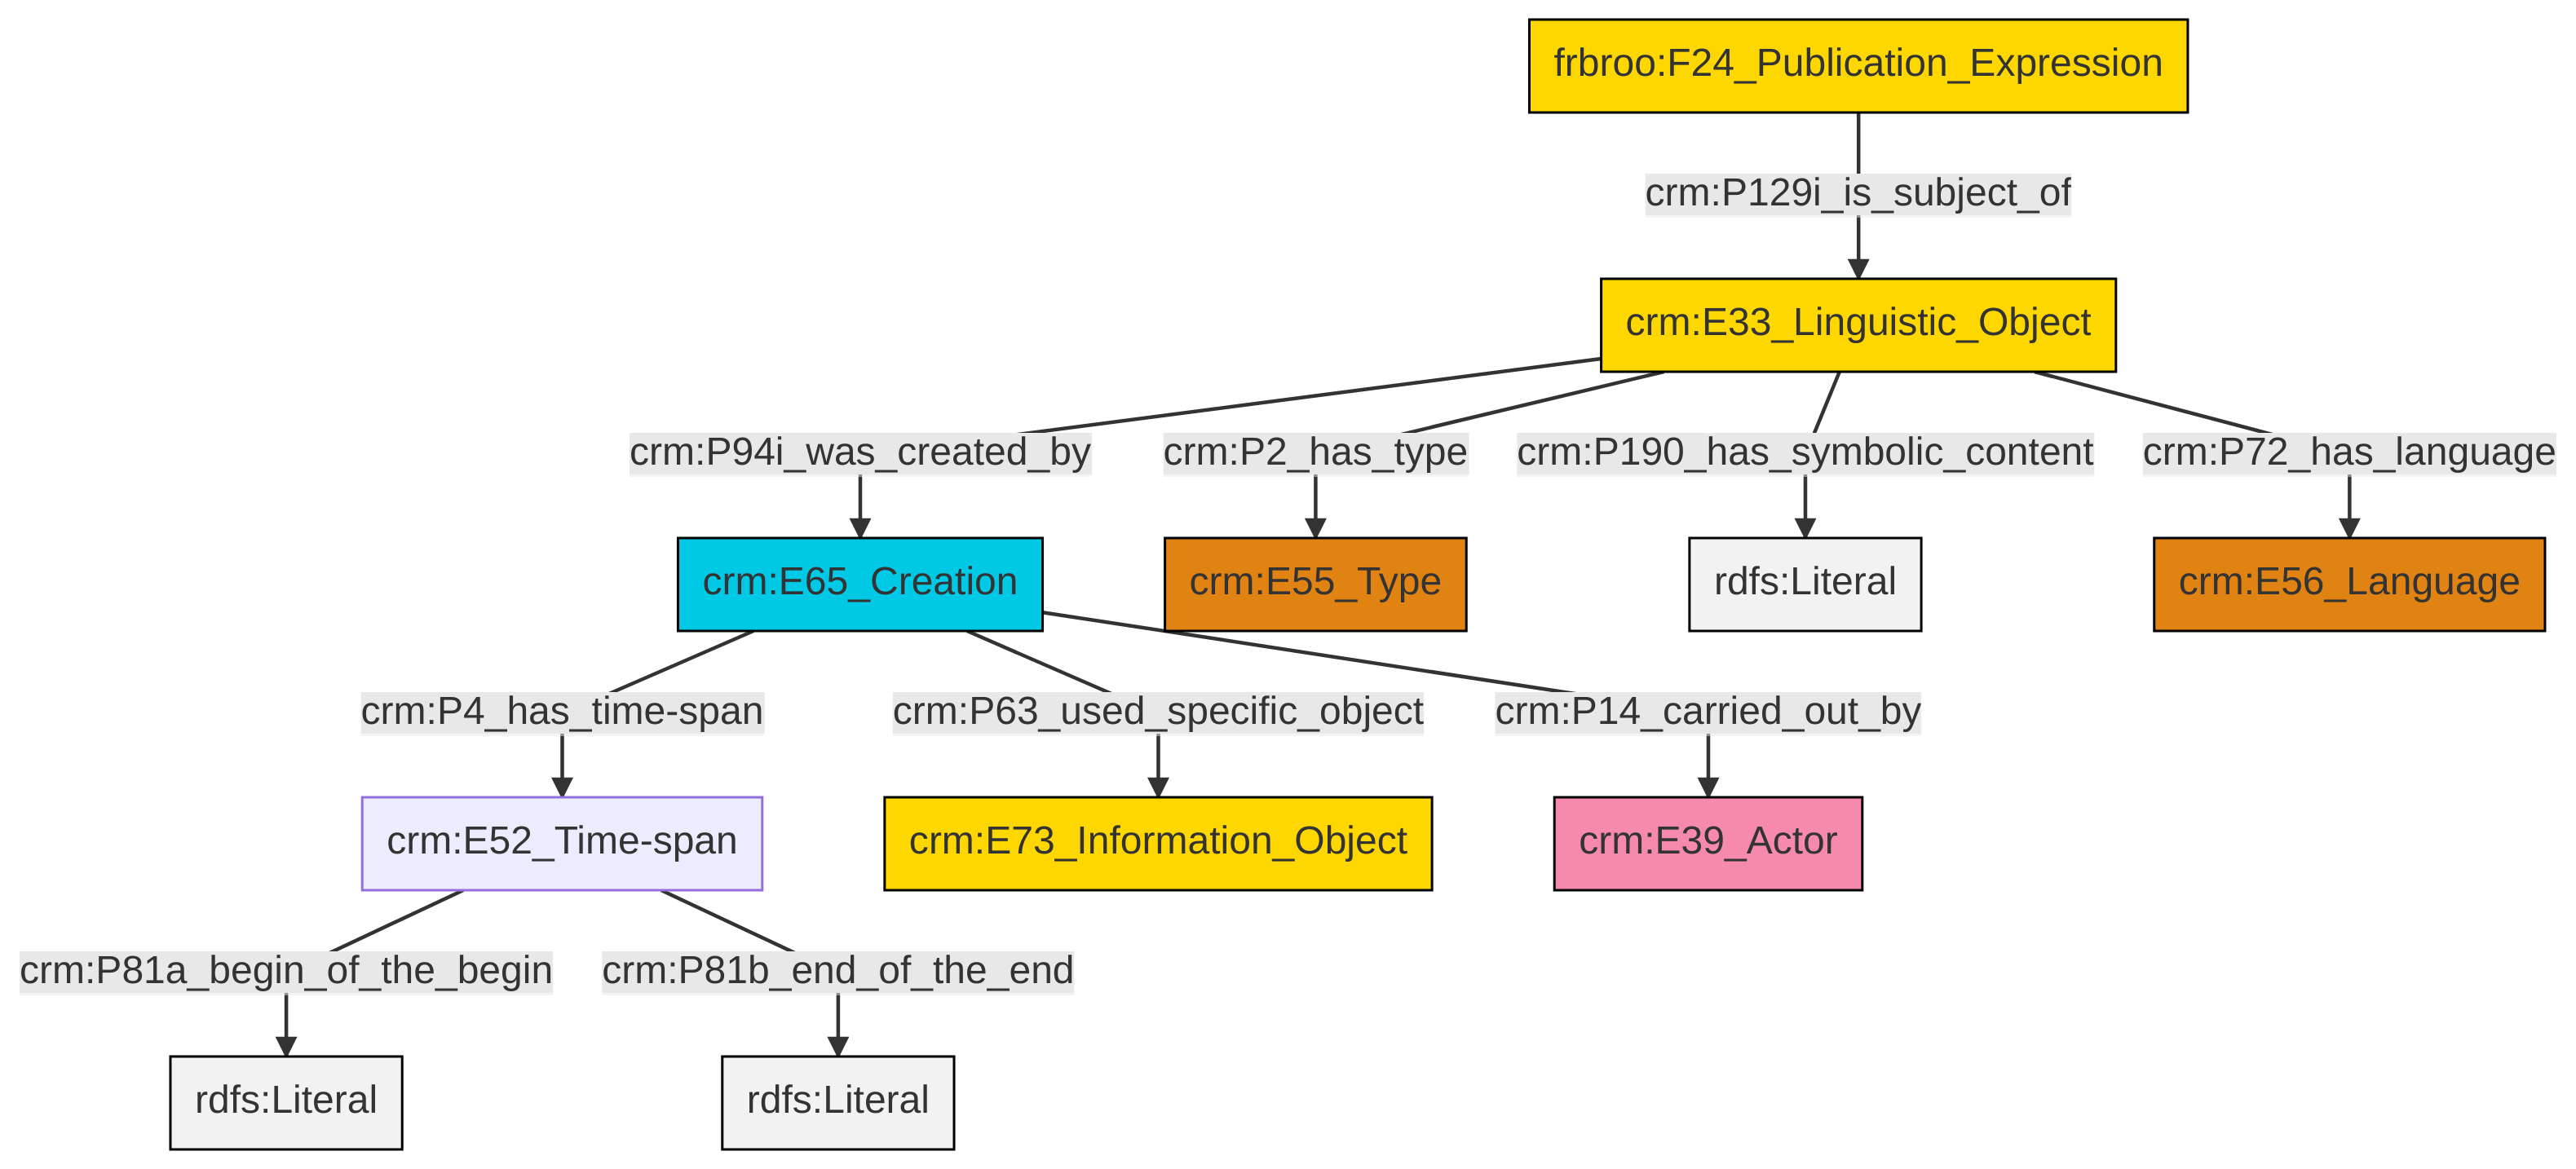 frbroo:F24_Publication_Expression
crm:P129i_is_subject_of
crm:E33_Linguistic_Object
crm:P94i_was_created_by
crm:P2_has_type
crm:P190_has_symbolic_content
crm:P72_has_language
crm:E65_Creation
crm:E55_Type
rdfs:Literal
crm:E56_Language
crm:P4_has_time-span
crm:P63_used_specific_object
crm:P14_carried_out_by
crm:E52_Time-span
crm:E73_Information_Object
crm:E39_Actor
crm:P81a_begin_of_the_begin
crm:P81b_end_of_the_end
rdfs:Literal
rdfs:Literal